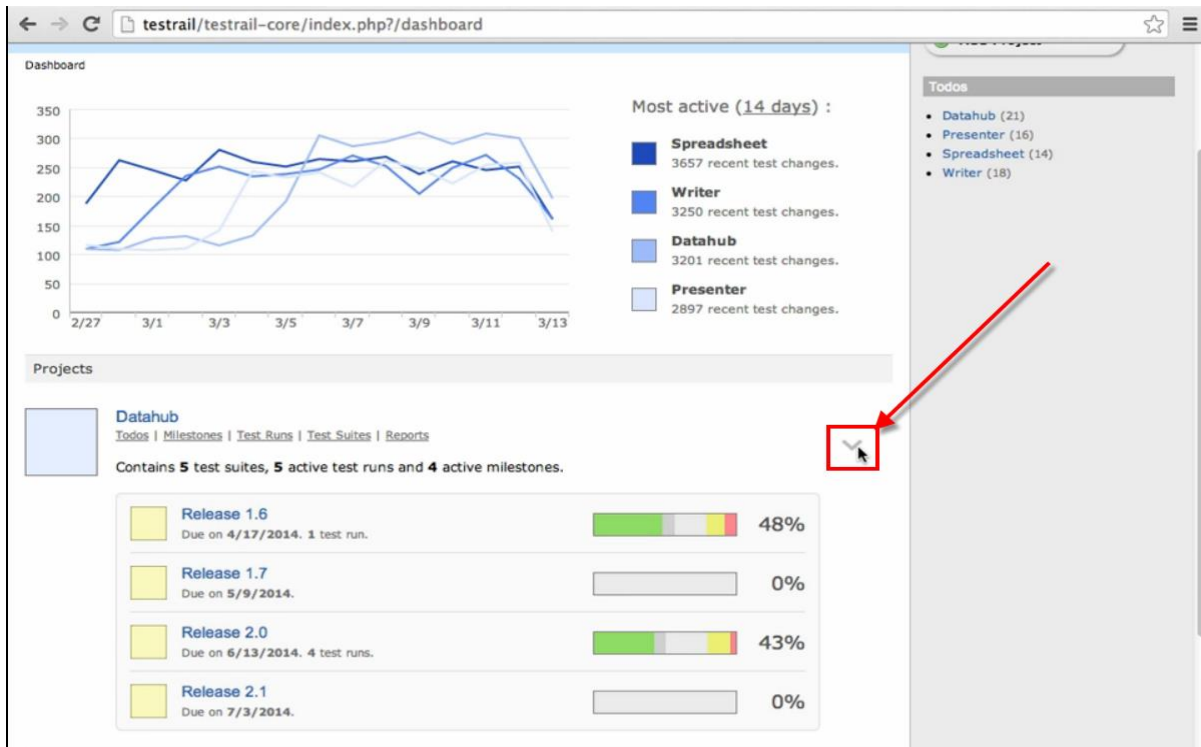 testrail/testrail-core/index.php?/dashboard
Dashboard
350
300
250
200
150
100
50
0
2/27 3/1 3/3 3/5 3/7 3/9 3/11 3/13
Most active (14 days) :
Spreadsheet
3657 recent test changes.
Writer
3250 recent test changes.
Datahub
3201 recent test changes.
Presenter
2897 recent test changes.
Todos
Datahub (21)
Presenter (16)
Spreadsheet (14)
Writer (18)
Projects
Datahub
Todos | Milestones | Test Runs | Test Suites | Reports
Contains 5 test suites, 5 active test runs and 4 active milestones.
Release 1.6
Due on 4/17/2014. 1 test run.
48%
Release 1.7
Due on 5/9/2014.
0%
Release 2.0
Due on 6/13/2014. 4 test runs.
43%
Release 2.1
Due on 7/3/2014.
0%